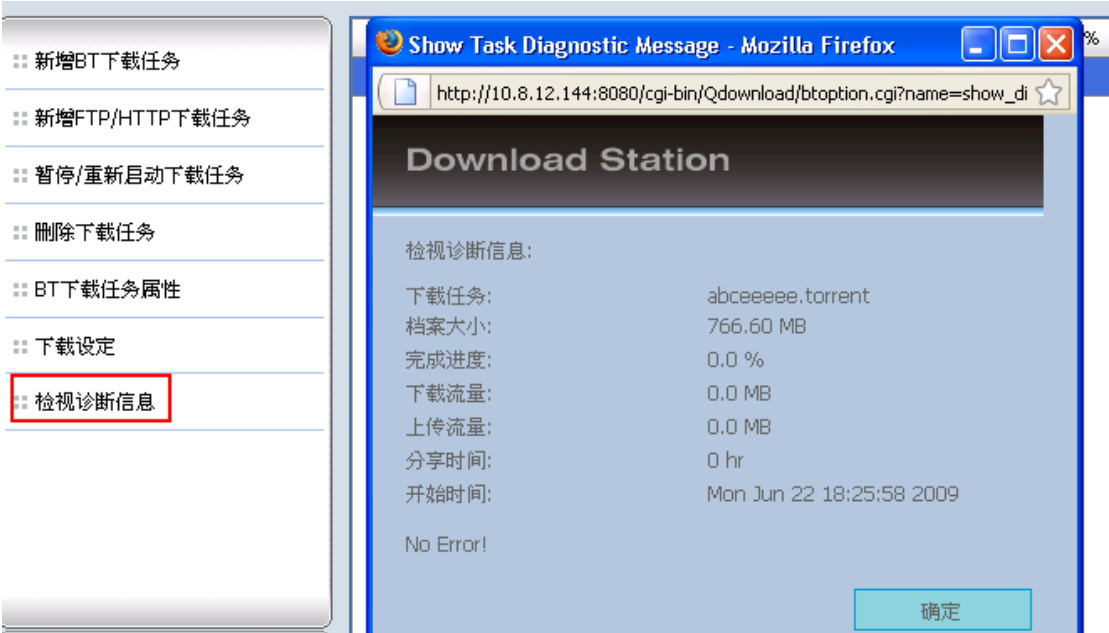 新增BT下载任务
新增FTP/HTTP下载任务
暂停/重新启动下载任务
删除下载任务
BT下载任务属性
下载设定
检视诊断信息
Show Task Diagnostic Message - Mozilla Firefox
%
http://10.8.12.144:8080/cgi-bin/Qdownload/btoption.cgi?name=show_di
Download Station
检视诊断信息:
下载任务: abceeeee.torrent
档案大小: 766.60 MB
完成进度: 0.0 %
下载流量: 0.0 MB
上传流量: 0.0 MB
分享时间: 0 hr
开始时间: Mon Jun 22 18:25:58 2009
No Error!
确定